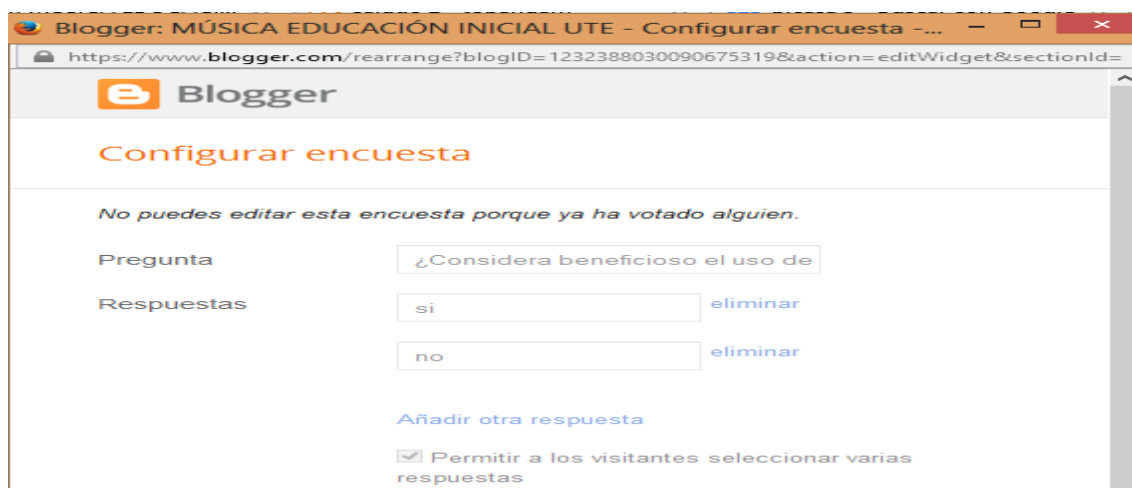 Blogger: MÚSICA EDUCACIÓN INICIAL UTE - Configurar encuesta -...
https://www.blogger.com/rearrange?blogID=1232388030090675319&action=editWidget&sectionId=
Blogger
Configurar encuesta
No puedes editar esta encuesta porque ya ha votado alguien.
Pregunta
¿Considera beneficioso el uso de
Respuestas
si
eliminar
no
eliminar
Añadir otra respuesta
Permitir a los visitantes seleccionar varias
respuestas